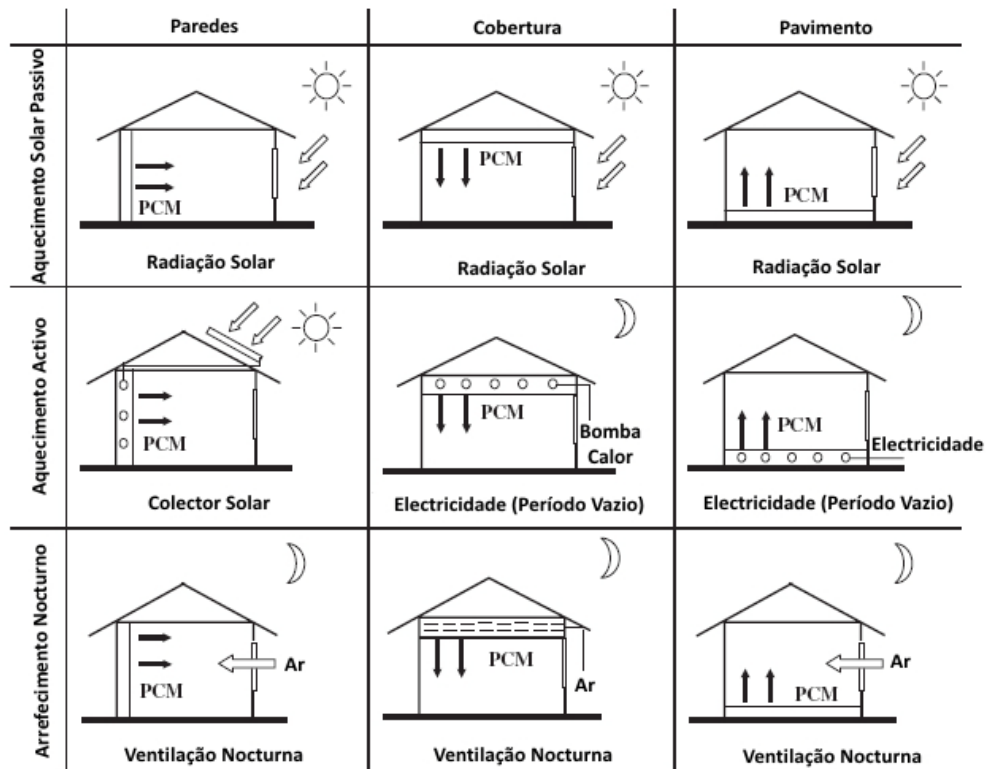 Paredes
Cobertura
Pavimento
Aquecimento Solar Passivo
PCM
Radiação Solar
PCM
Radiação Solar
PCM
Radiação Solar
Aquecimento Activo
PCM
Colector Solar
PCM
Bomba
Calor
Electricidade (Período Vazio)
PCM
Electricidade
Electricidade (Período Vazio)
Arrefecimento Nocturno
Ar
PCM
Ventilação Nocturna
PCM
Ar
Ventilação Nocturna
Ar
PCM
Ventilação Nocturna